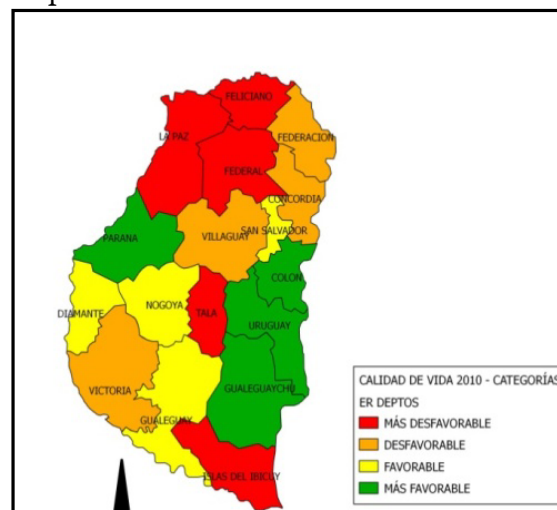 FELICIANO
LA PAZ
FEDERACION
FEDERAL
CONCORDIA
SAN SALVADOR
PARANA
VILLAGUAY
COLON
NOGOYA
DIAMANTE
TALA
URUGUAY
VICTORIA
GUALEGUAYCHU
GUALEGUAY
ISLAS DEL IBICUY
CALIDAD DE VIDA 2010 - CATEGORÍAS
ER DEPTOS
MÁS DESFAVORABLE
DESFAVORABLE
FAVORABLE
MÁS FAVORABLE